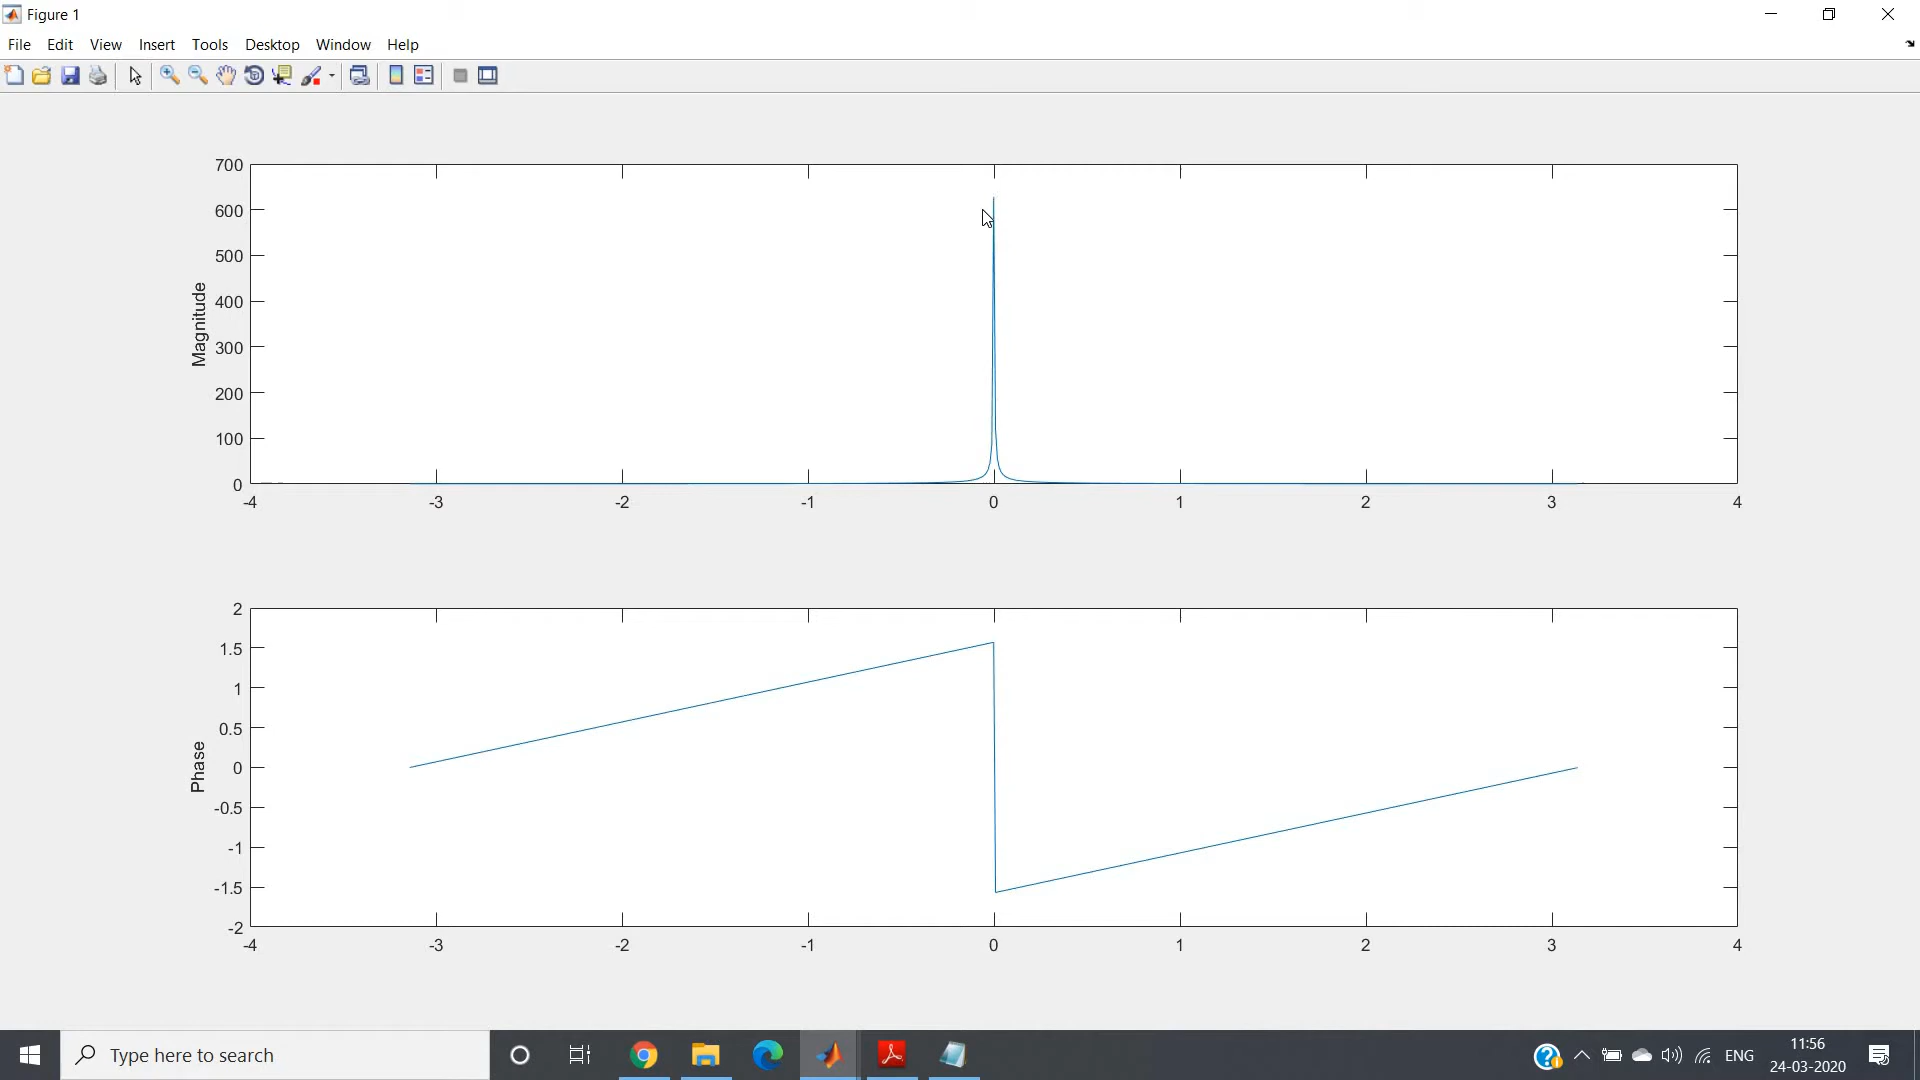 Figure 1
File Edit View Insert Tools Desktop Window Help
700
600
500
400
300
200
100
0
Magnitude
-4 -3 -2 -1 0 1 2 3 4
2
1.5
1
0.5
0
-0.5
-1
-1.5
-2
Phase
-4 -3 -2 -1 0 1 2 3 4
Type here to search
ENG
11:56
24-03-2020